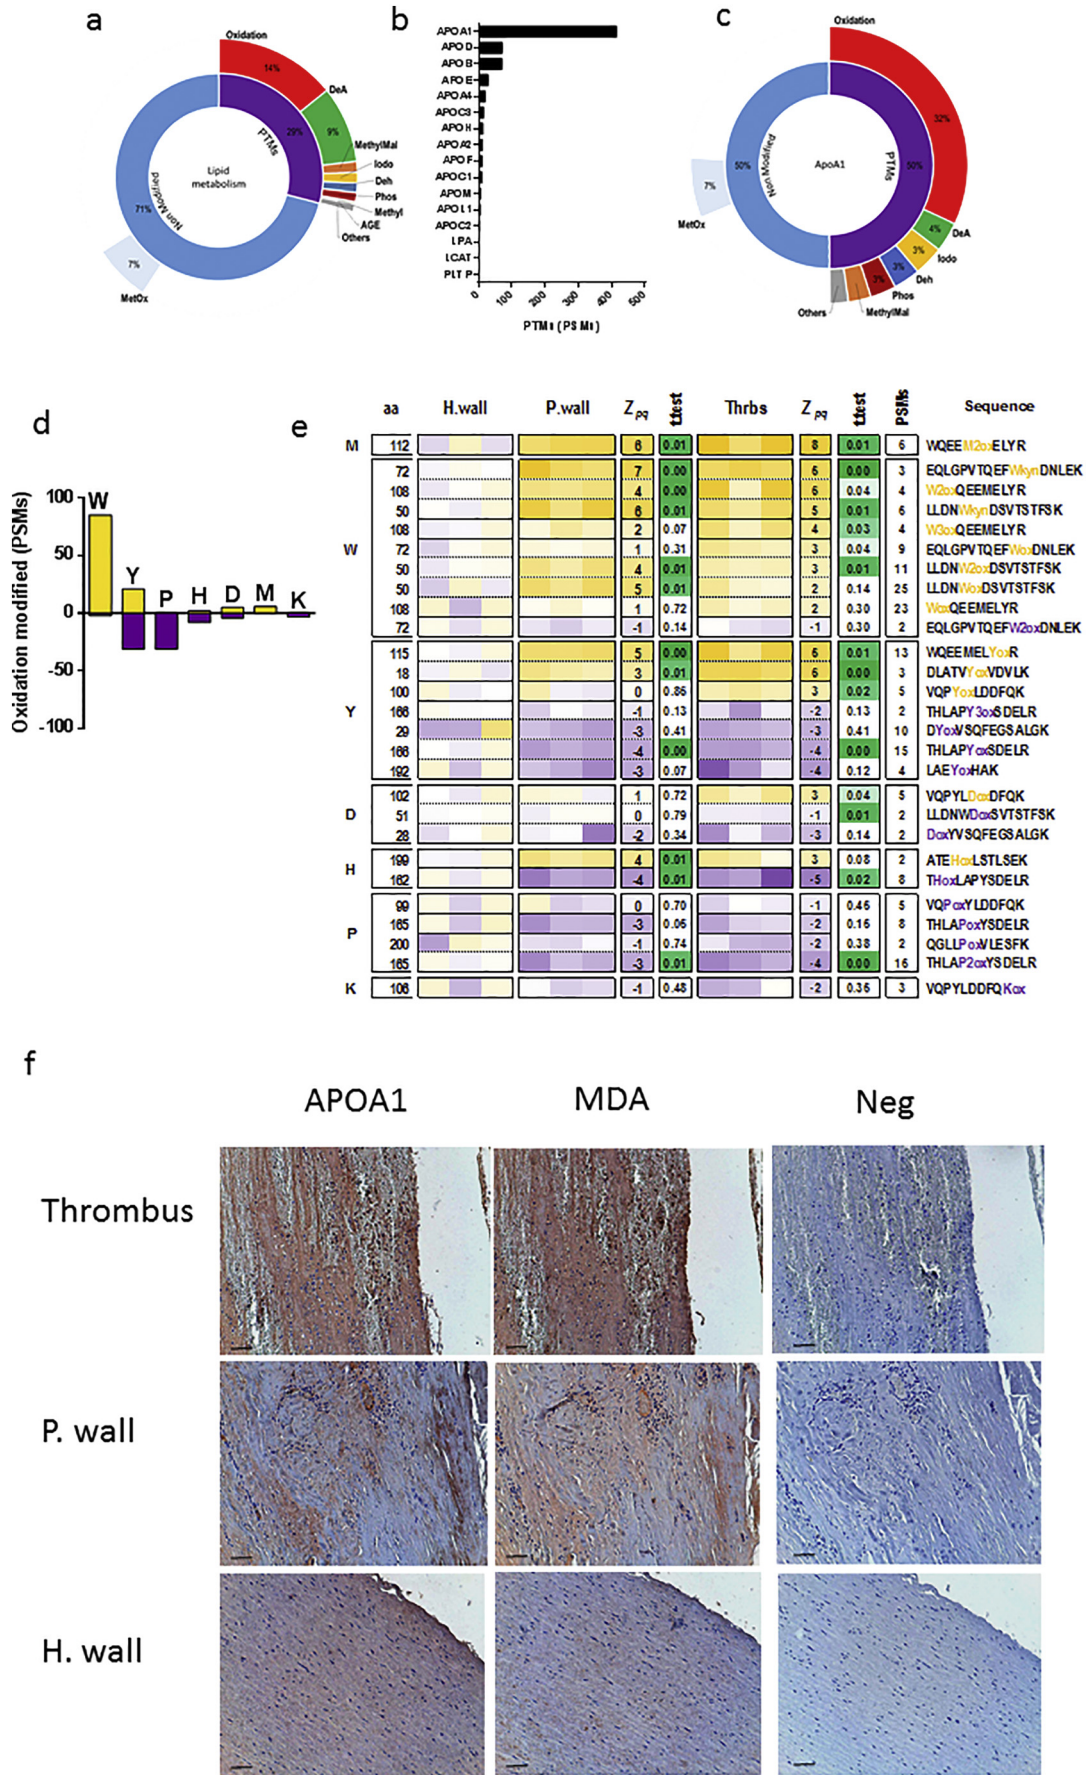 a
Oxidation
14%
DeA
9%
MethylMal
Iodo
Deh
Phos
Methyl
AGE
Others
PTMs
29%
Lipid
metabolism
Non Modified
71%
7%
MetOx
b
APOA1
APOD
APOB
APOE
APOA4
APOC3
APOH
APOA2
APOF
APOC1
APOM
APOL1
APOC2
LPA
LCAT
PLTP
0
100
200
300
400
500
PTMs (PSMs)
c
Oxidation
32%
DeA
4%
Iodo
3%
Deh
3%
Phos
3%
MethylMal
Others
PTMs
50%
ApoA1
Non Modified
50%
7%
MetOx
d
Oxidation modified (PSMs)
100
50
0
-50
-100
W Y P H D M K
e
aa H.wall P.wall Zpq t.test Thrbs Zpq t.test PSMs Sequence
M 112 6 0.01 8 0.01 6 WQEEM2oxELYR
W
72 7 0.00 6 0.00 3 EQLGPVTQEFWkynDNLEK
108 4 0.00 6 0.04 4 W2oxQEEMELYR
50 6 0.01 5 0.01 6 LLDNWkynDSVTSTFSK
108 2 0.07 4 0.03 4 W3oxQEEMELYR
72 1 0.31 3 0.04 9 EQLGPVTQEFWoxDNLEK
50 4 0.01 3 0.01 11 LLDNW2oxDSVTSTFSK
50 5 0.01 2 0.14 25 LLDNWoxDSVTSTFSK
108 1 0.72 2 0.30 23 WoxQEEMELYR
72 -1 0.14 -1 0.30 2 EQLGPVTQEFW2oxDNLEK
Y
115 5 0.00 6 0.01 13 WQEEMELYoxR
18 3 0.01 6 0.00 3 DLATVYoxVDVLK
100 0 0.86 3 0.02 5 VQPYoxLDDFQK
166 -1 0.13 -2 0.13 2 THLAPY3oxSDELR
29 -3 0.41 -3 0.41 10 DYoxVSQFEGSALGK
166 -4 0.00 -4 0.00 15 THLAPYoxSDELR
192 -3 0.07 -4 0.12 4 LAEYoxHAK
D
102 1 0.72 3 0.04 5 VQPYLDoxDFQK
51 0 0.79 -1 0.01 2 LLDNWDoxSVTSTFSK
28 -2 0.34 -3 0.14 2 DoxYVSQFEGSALGK
H
199 4 0.01 3 0.08 2 ATEHoxLSTLSEK
162 -4 0.01 -5 0.02 8 THoxLAPYSDELR
P
99 0 0.70 -1 0.46 5 VQPoxYLDDFQK
165 -3 0.06 -2 0.16 8 THLAPoxYSDELR
200 -1 0.74 -2 0.38 2 QGLLPoxVLESFK
165 -3 0.01 -4 0.00 16 THLAP2oxYSDELR
K 106 -1 0.48 -2 0.36 3 VQPYLDDFQKox
f
APOA1 MDA Neg
Thrombus
P. wall
H. wall